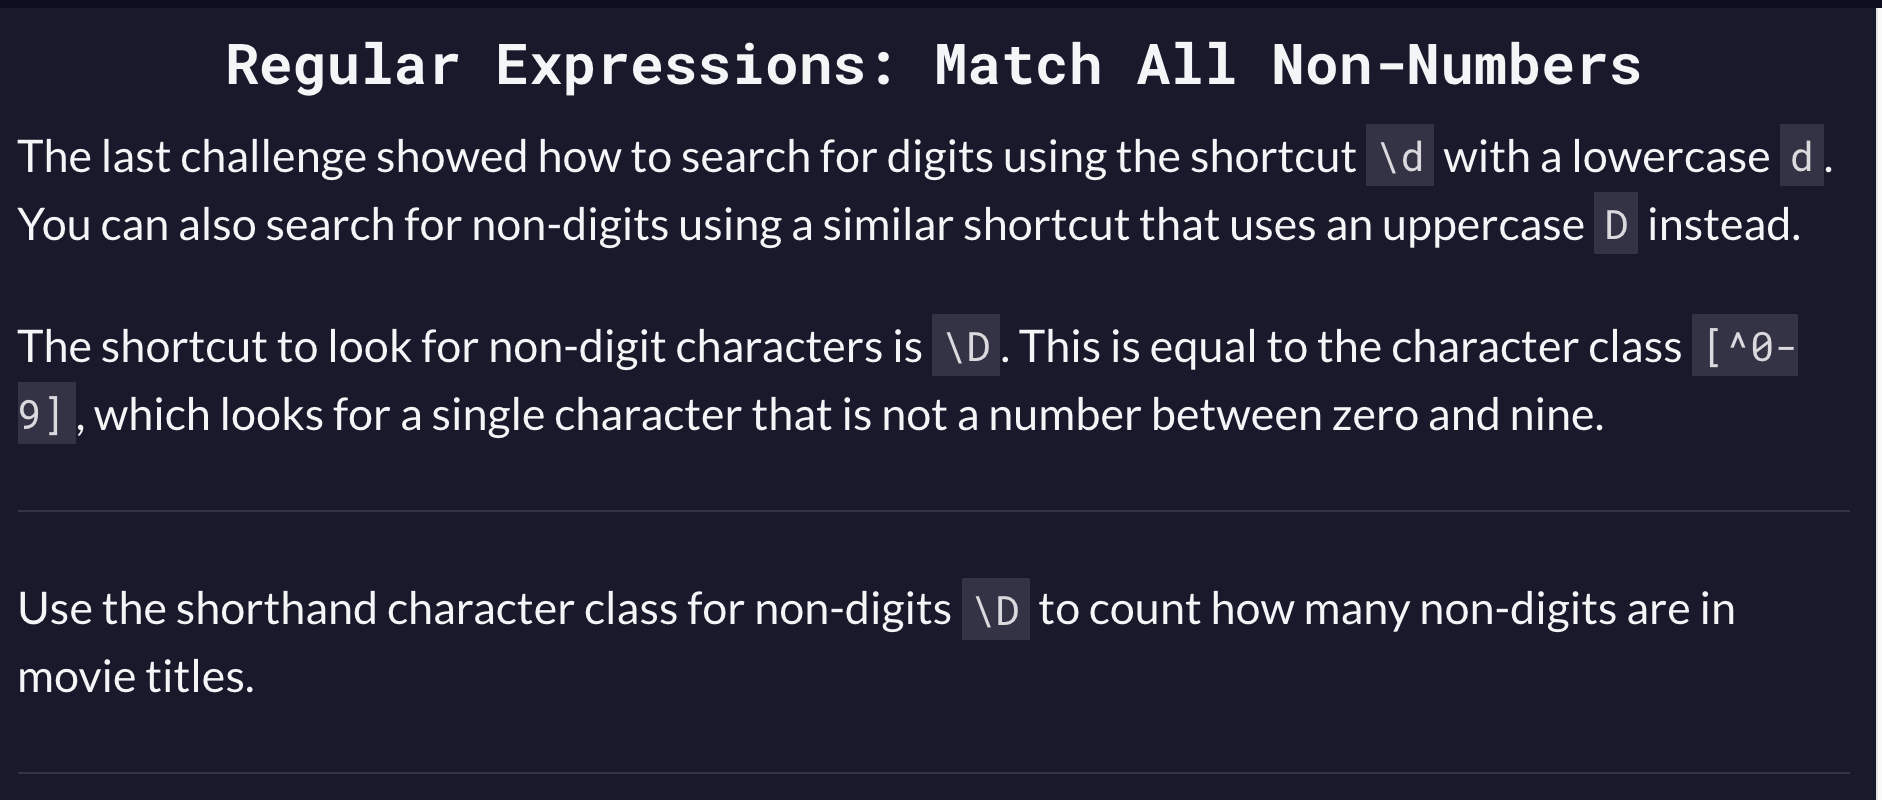 Regular Expressions: Match All Non-Numbers
The last challenge showed how to search for digits using the shortcut \d with a lowercase d.
You can also search for non-digits using a similar shortcut that uses an uppercase D instead.
The shortcut to look for non-digit characters is \D. This is equal to the character class [^0-
9], which looks for a single character that is not a number between zero and nine.
Use the shorthand character class for non-digits \D to count how many non-digits are in
movie titles.